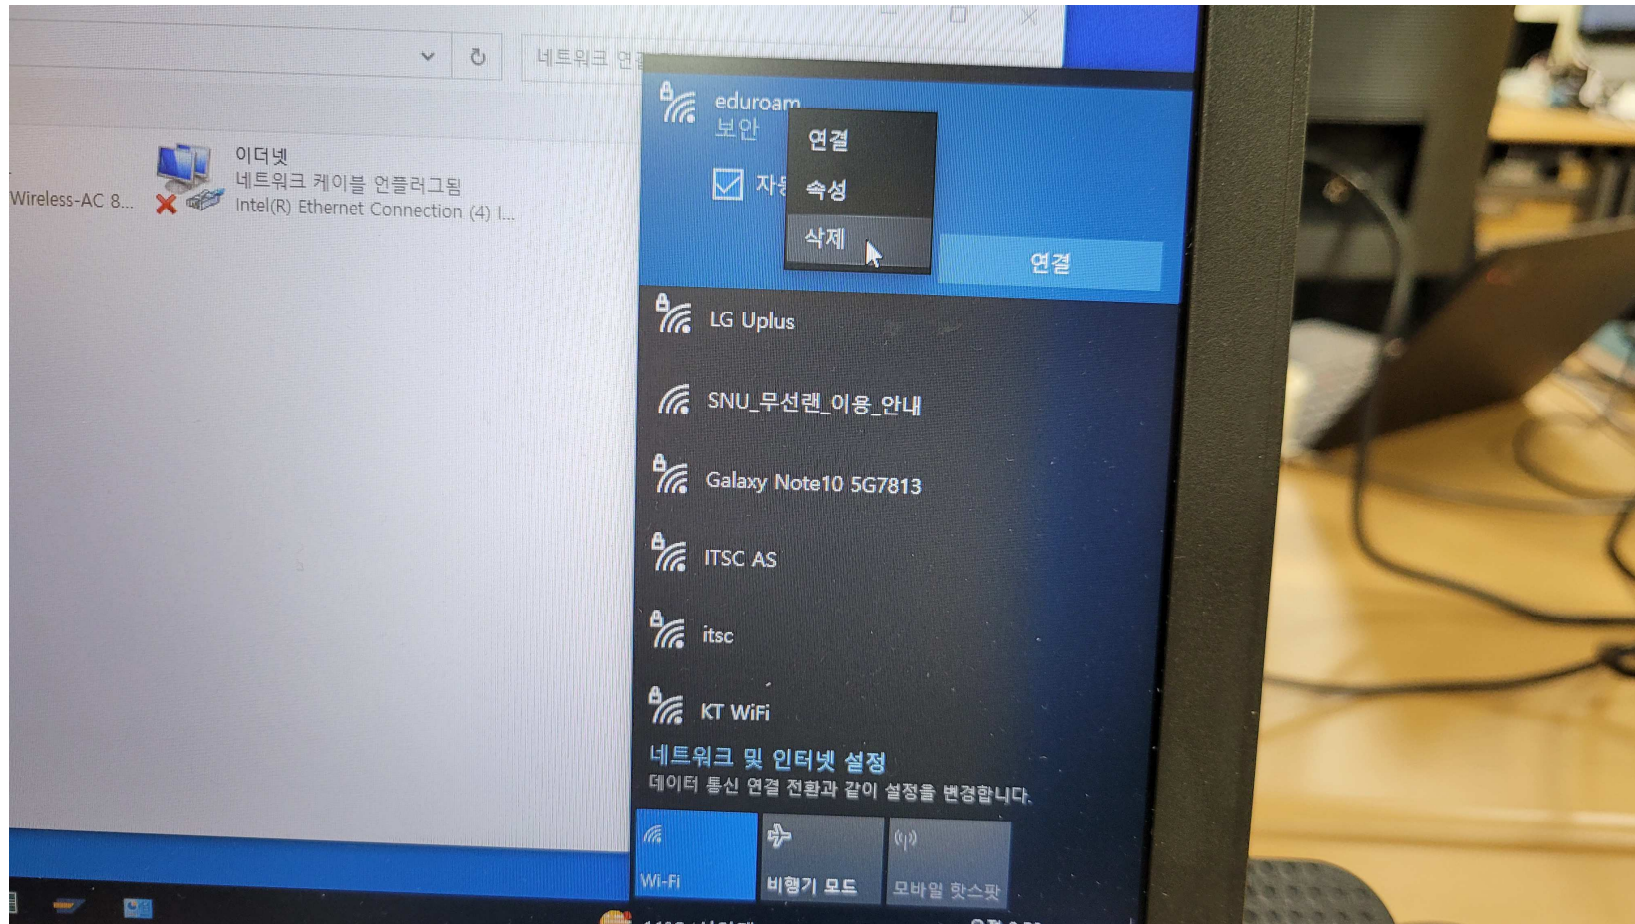 네트워크 연결
이더넷
네트워크 케이블 언플러그됨
Wireless-AC 8...
Intel(R) Ethernet Connection (4) I...
eduroam
보안
연결
속성
삭제
연결
LG Uplus
SNU_무선랜_이용_안내
Galaxy Note10 5G7813
ITSC AS
itsc
KT WiFi
네트워크 및 인터넷 설정
데이터 통신 연결 전환과 같이 설정을 변경합니다.
Wi-Fi
비행기 모드
모바일 핫스팟